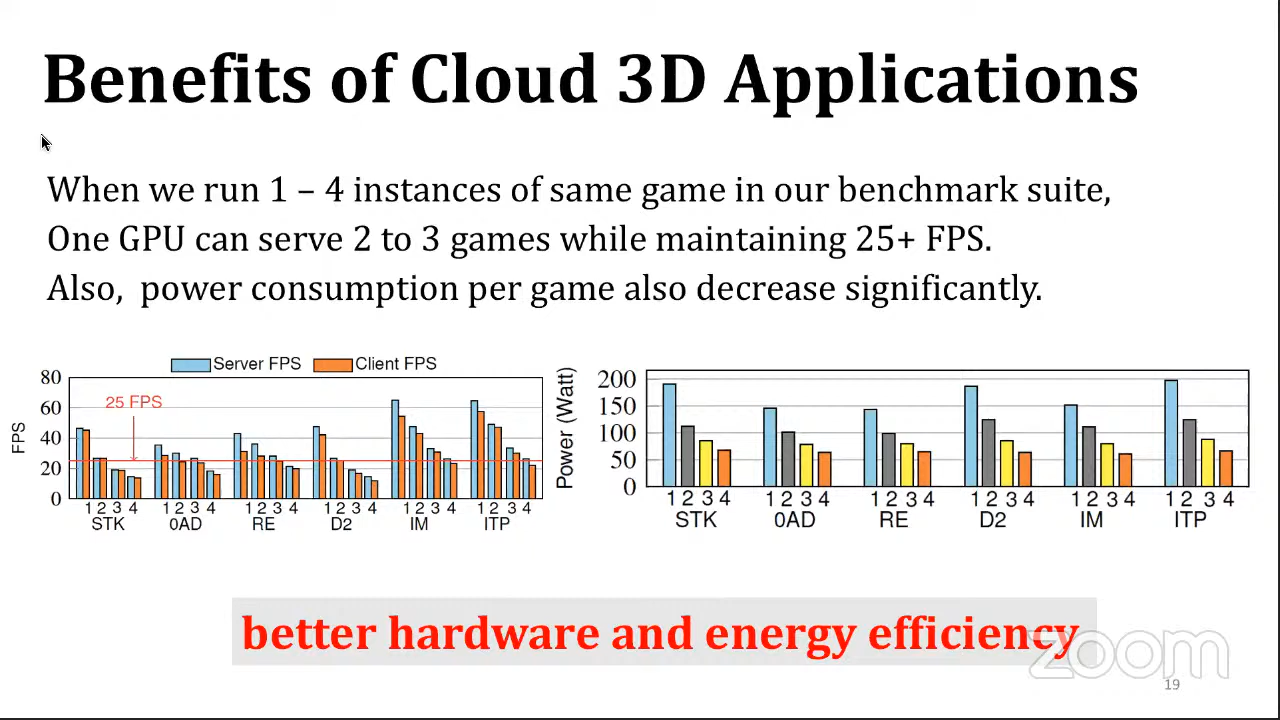 Benefits of Cloud 3D Applications
When we run 1 – 4 instances of same game in our benchmark suite,
One GPU can serve 2 to 3 games while maintaining 25+ FPS.
Also, power consumption per game also decrease significantly.
Server FPS Client FPS
FPS
80
60
40
20
0
25 FPS
1 2 3 4 1 2 3 4 1 2 3 4 1 2 3 4 1 2 3 4 1 2 3 4
STK 0AD RE D2 IM ITP
Power (Watt)
200
150
100
50
0
1 2 3 4 1 2 3 4 1 2 3 4 1 2 3 4 1 2 3 4 1 2 3 4
STK 0AD RE D2 IM ITP
better hardware and energy efficiency
zoom
19